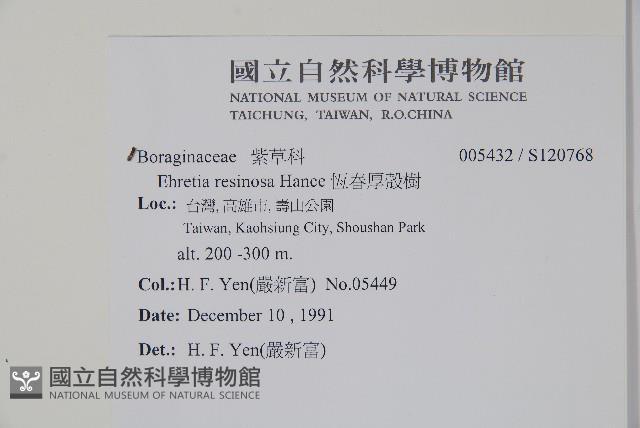 國立自然科學博物館
NATIONAL MUSEUM OF NATURAL SCIENCE
TAICHUNG, TAIWAN, R.O.CHINA
Boraginaceae 紫草科 005432 / S120768
Ehretia resinosa Hance 恆春厚殼樹
Loc.: 台灣, 高雄市, 壽山公園
Taiwan, Kaohsiung City, Shoushan Park
alt. 200 -300 m.
Col.: H. F. Yen(嚴新富) No.05449
Date: December 10 , 1991
Det.: H. F. Yen(嚴新富)
國立自然科學博物館
NATIONAL MUSEUM OF NATURAL SCIENCE